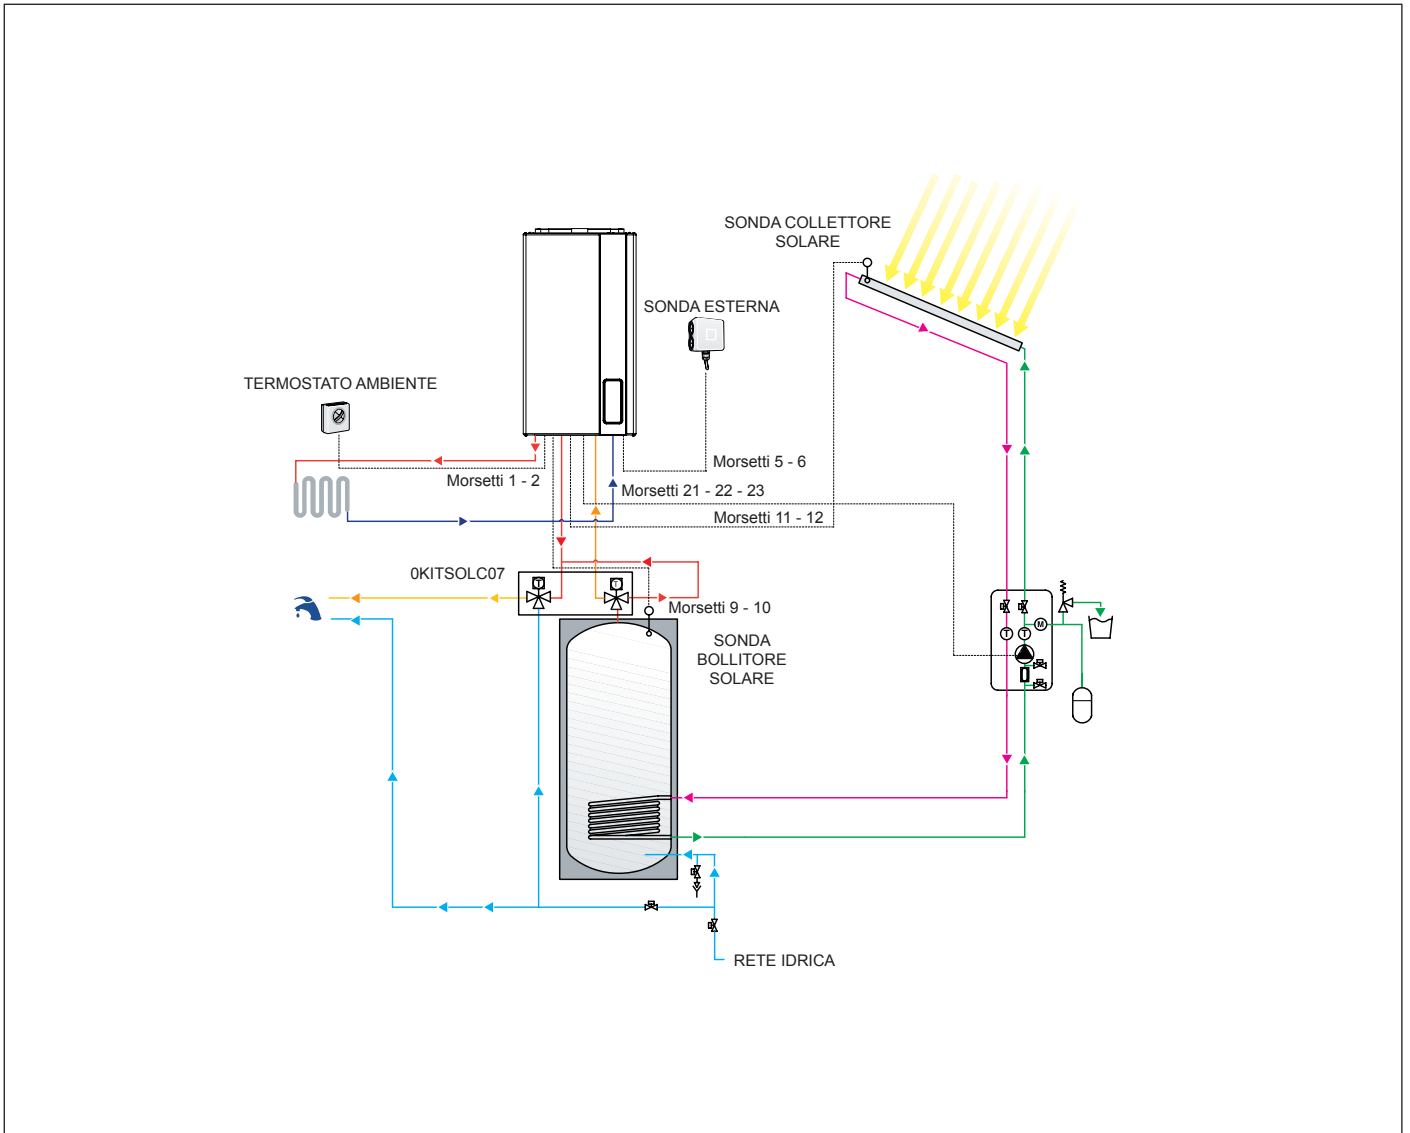 SONDA COLLETTORE
SOLARE
SONDA ESTERNA
TERMOSTATO AMBIENTE
Morsetti 5 - 6
Morsetti 1 - 2
Morsetti 21 - 22 - 23
Morsetti 11 - 12
0KITSOLC07
T
T
Morsetti 9 - 10
M
T
T
SONDA
BOLLITORE
SOLARE
RETE IDRICA